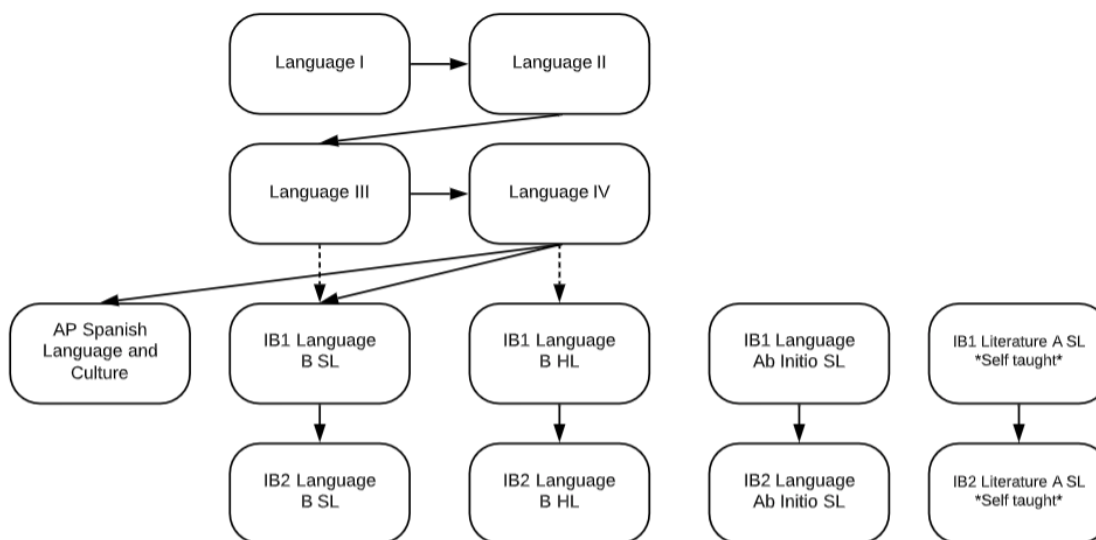 Language I
Language II
Language III
Language IV
AP Spanish
Language and
Culture
IB1 Language
B SL
IB1 Language
B HL
IB1 Language
Ab Initio SL
IB1 Literature A SL
*Self taught*
IB2 Language
B SL
IB2 Language
B HL
IB2 Language
Ab Initio SL
IB2 Literature A SL
*Self taught*